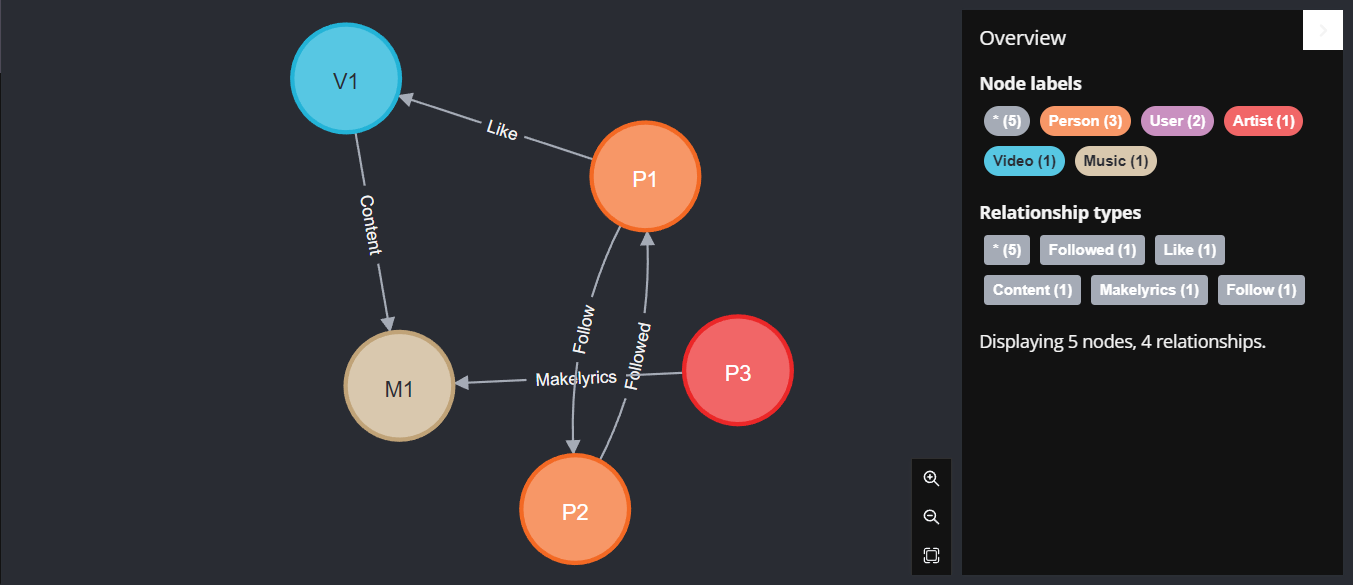 V1
Like
P1
Content
Follow
Followed
M1
Makelyrics
P3
P2
Overview
Node labels
* (5) Person (3) User (2) Artist (1)
Video (1) Music (1)
Relationship types
* (5) Followed (1) Like (1)
Content (1) Makelyrics (1) Follow (1)
Displaying 5 nodes, 4 relationships.